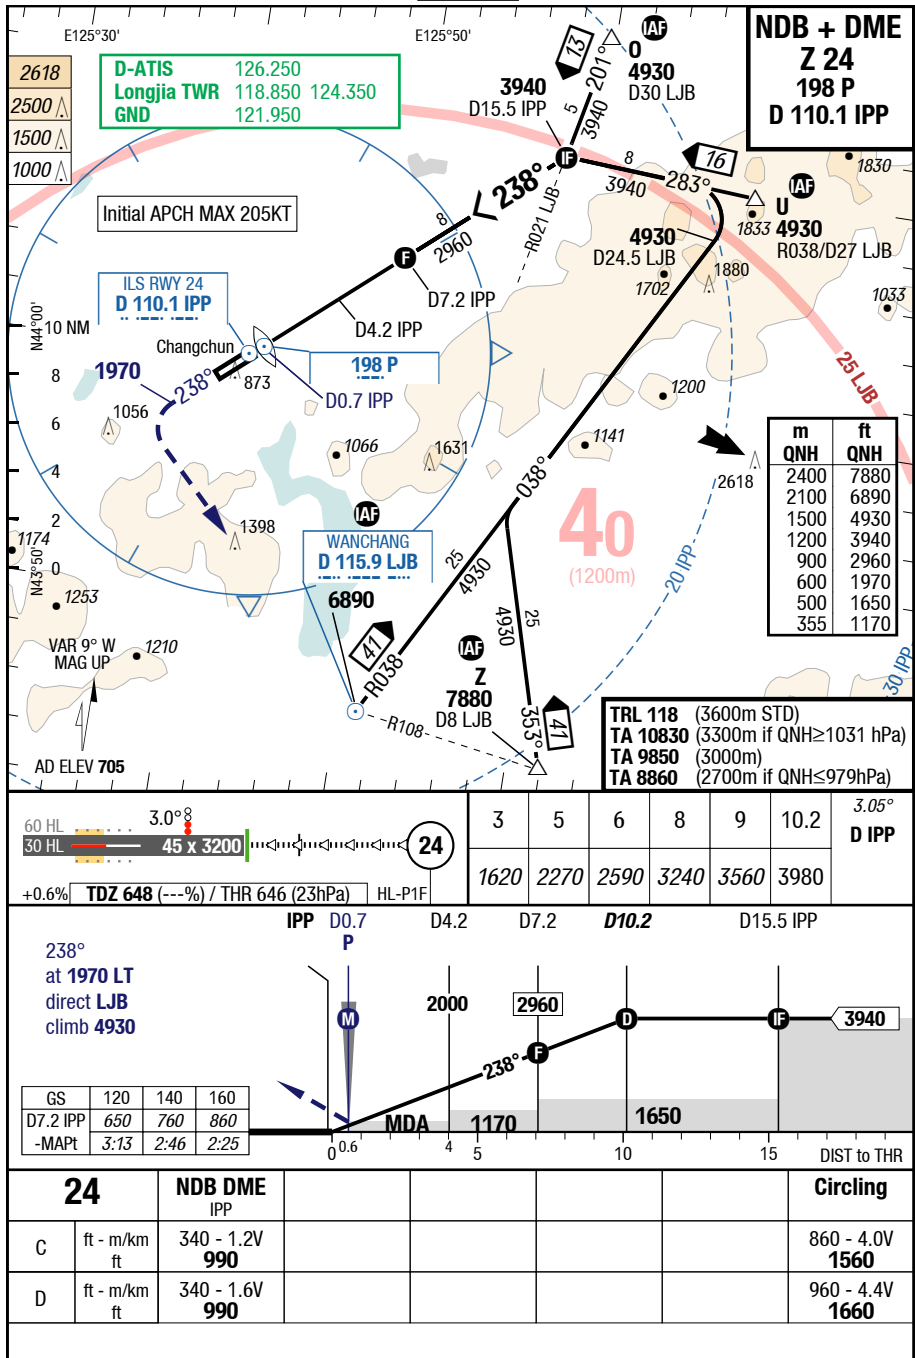 NDB + DME
Z 24
198 P
D 110.1 IPP
E125°30'
E125°50'
2618
2500
1500
1000
D-ATIS 126.250
Longjia TWR 118.850 124.350
GND 121.950
Initial APCH MAX 205KT
IAF
O
4930
D30 LJB
13
201°
5
3940
3940
D15.5 IPP
IF
8
3940
283°
16
IAF
U
4930
R038/D27 LJB
1830
1833
238°
8
2960
R021 LJB
4930
D24.5 LJB
1880
1702
1033
F
D7.2 IPP
D4.2 IPP
ILS RWY 24
D 110.1 IPP
N44°00'
10 NM
8
6
4
2
0
N43°50'
Changchun
873
198 P
D0.7 IPP
1970
238°
1056
1066
1631
1398
1174
1253
1210
1200
1141
2618
25 LJB
20 IPP
30 IPP
40
(1200m)
m ft
QNH QNH
2400 7880
2100 6890
1500 4930
1200 3940
900 2960
600 1970
500 1650
355 1170
038°
25
4930
25
4930
IAF
WANCHANG
D 115.9 LJB
6890
41
R038
R108
IAF
Z
7880
D8 LJB
353°
41
VAR 9° W
MAG UP
AD ELEV 705
TRL 118 (3600m STD)
TA 10830 (3300m if QNH≥1031 hPa)
TA 9850 (3000m)
TA 8860 (2700m if QNH≤979hPa)
60 HL
30 HL
3.0°
45 x 3200
24
+0.6% TDZ 648 (---%) / THR 646 (23hPa) HL-P1F
3 5 6 8 9 10.2
3.05°
D IPP
1620 2270 2590 3240 3560 3980
IPP D0.7 D4.2 D7.2 D10.2 D15.5 IPP
P
238°
at 1970 LT
direct LJB
climb 4930
M
2000
2960
D
IF
3940
F
238°
MDA
1170
1650
GS 120 140 160
D7.2 IPP 650 760 860
-MAPt 3:13 2:46 2:25
0 0.6 4 5 10 15 DIST to THR
24 NDB DME Circling
IPP
C ft - m/km 340 - 1.2V 860 - 4.0V
ft 990 1560
D ft - m/km 340 - 1.6V 960 - 4.4V
ft 990 1660